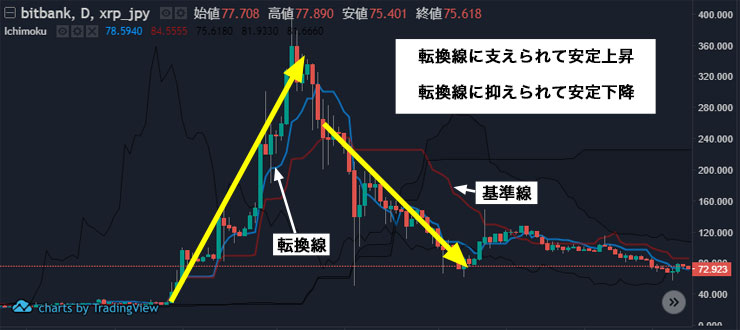 bitbank, D, xrp_jpy 始値77.708 高値77.890 安値75.401 終値75.618
Ichimoku 78.5940 84.5555 75.6180 81.9330
転換線に支えられて安定上昇
転換線に抑えられて安定下降
基準線
転換線
400.000
360.000
320.000
280.000
240.000
200.000
160.000
120.000
80.000
72.923
40.000
0.000
charts by TradingView